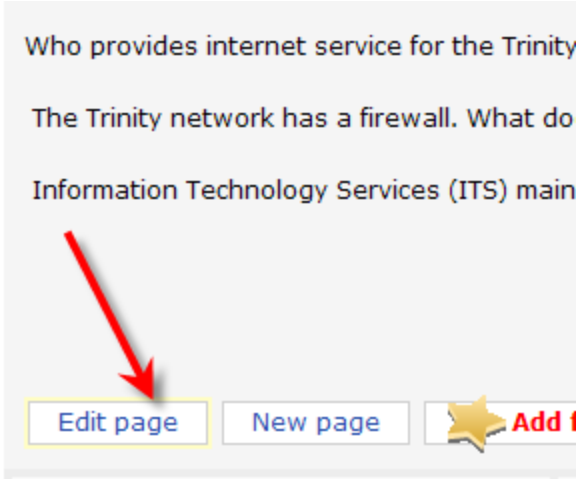 Who provides internet service for the Trinity
The Trinity network has a firewall. What do
Information Technology Services (ITS) main
Edit page New page Add f